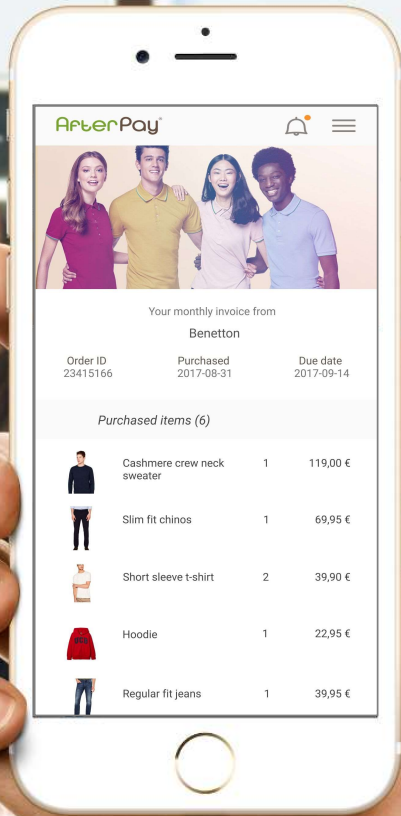 AfterPay
Your monthly invoice from
Benetton
Order ID Purchased Due date
23415166 2017-08-31 2017-09-14
Purchased items (6)
Cashmere crew neck 1 119,00 €
sweater
Slim fit chinos 1 69,95 €
Short sleeve t-shirt 2 39,90 €
Hoodie 1 22,95 €
Regular fit jeans 1 39,95 €